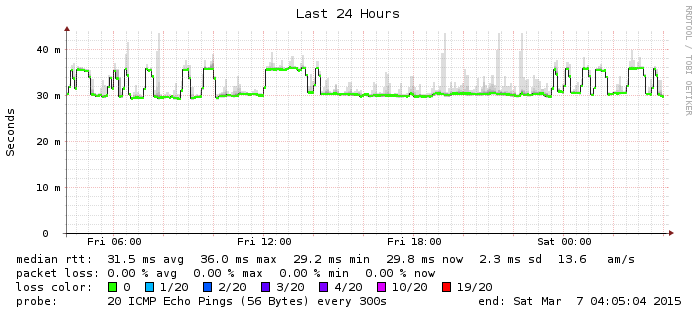 Last 24 Hours
RRDTOOL / TOBI OETIKER
Seconds
40 m
30 m
20 m
10 m
0
Fri 06:00 Fri 12:00 Fri 18:00 Sat 00:00
median rtt: 31.5 ms avg 36.0 ms max 29.2 ms min 29.8 ms now 2.3 ms sd 13.6 am/s
packet loss: 0.00 % avg 0.00 % max 0.00 % min 0.00 % now
loss color: 0 1/20 2/20 3/20 4/20 10/20 19/20
probe: 20 ICMP Echo Pings (56 Bytes) every 300s end: Sat Mar 7 04:05:04 2015